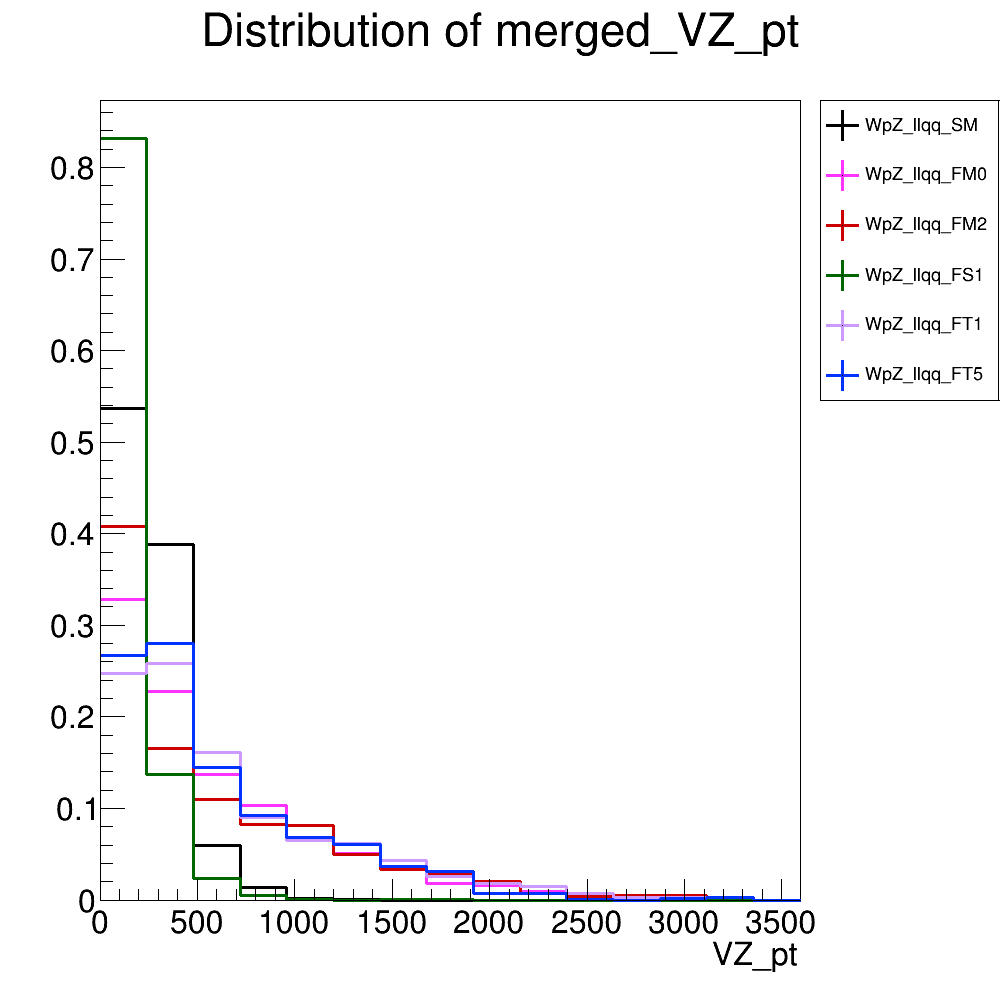 Distribution of merged_VZ_pt
WpZ_llqq_SM
WpZ_llqq_FM0
WpZ_llqq_FM2
WpZ_llqq_FS1
WpZ_llqq_FT1
WpZ_llqq_FT5
0.8
0.7
0.6
0.5
0.4
0.3
0.2
0.1
0
0 500 1000 1500 2000 2500 3000 3500
VZ_pt